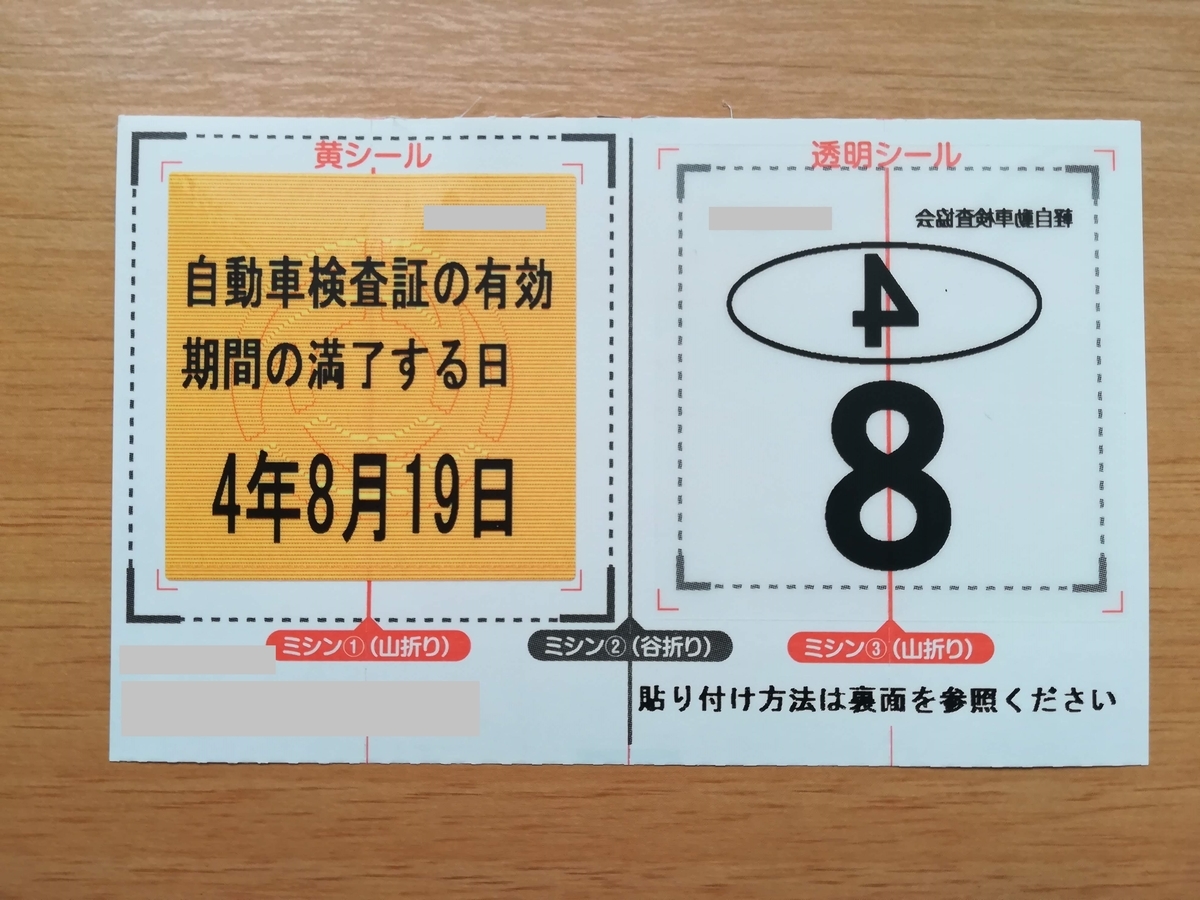 黄シール
自動車検査証の有効
期間の満了する日
4年8月19日
透明シール
軽自動車検査協会
4
8
ミシン①(山折り)
ミシン②(谷折り)
ミシン③(山折り)
貼り付け方法は裏面を参照ください